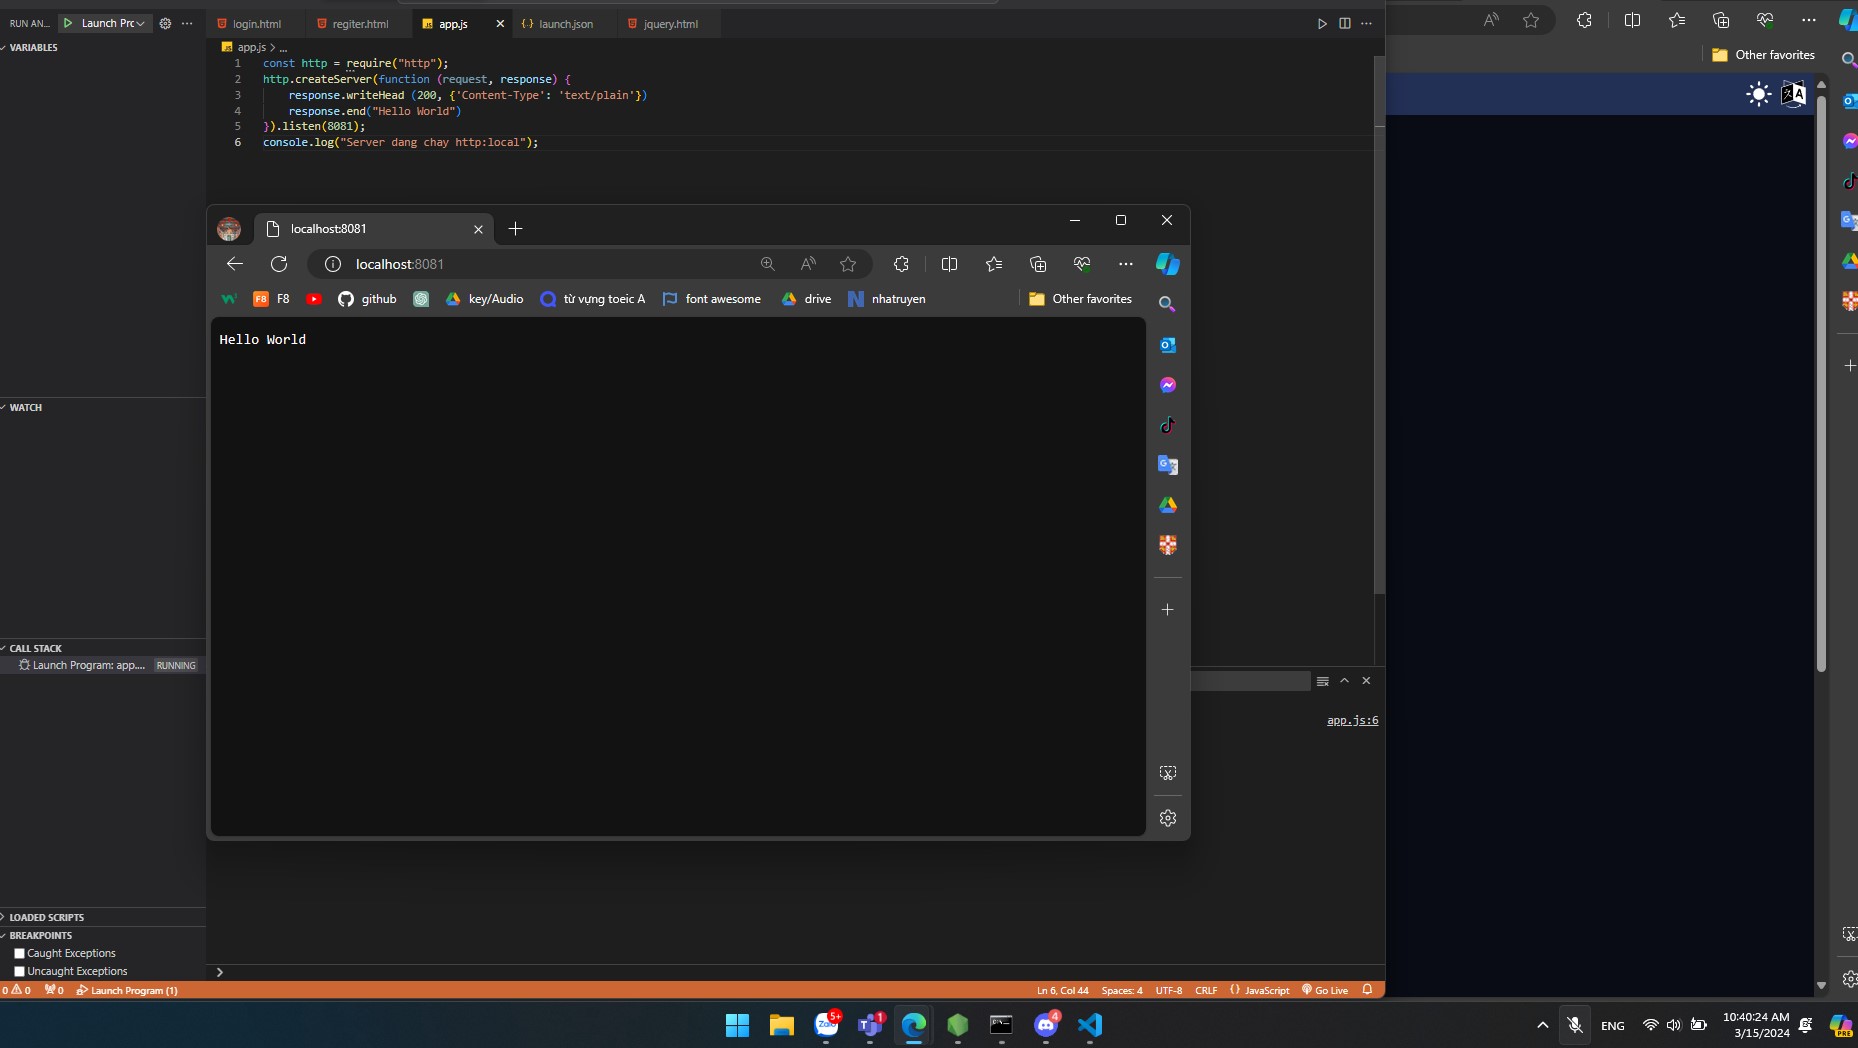 RUN AN...
Launch Prc
login.html
regiter.html
app.js
launch.json
jquery.html
VARIABLES
app.js > ...
1 const http = require("http");
2 http.createServer(function (request, response) {
3 response.writeHead (200, {'Content-Type': 'text/plain'})
4 response.end("Hello World")
5 }).listen(8081);
6 console.log("Server dang chay http:local");
Other favorites
localhost:8081
localhost:8081
F8
github
key/Audio
từ vựng toeic A
font awesome
drive
nhatruyen
Other favorites
Hello World
WATCH
CALL STACK
Launch Program: app....
RUNNING
app.js:6
LOADED SCRIPTS
BREAKPOINTS
Caught Exceptions
Uncaught Exceptions
0 0
0
Launch Program (1)
Ln 6, Col 44
Spaces: 4
UTF-8
CRLF
{} JavaScript
Go Live
Zalo
5+
1
4
ENG
10:40:24 AM
3/15/2024
PRE